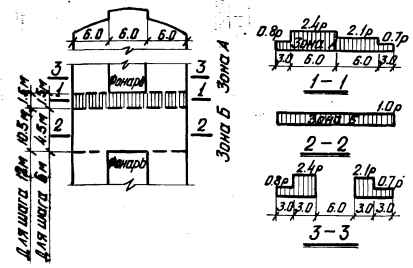 6.0 6.0 6.0
3 3
Фонарь
1 1
2 2
Фонарь
Зона А
Зона Б
Для шага 12 м 10.5 м 1.5 м
Для шага 6 м 4.5 м 1.5 м
0.8р 2.4р 2.1р 0.7р
Зона А
3.0 6.0 6.0 3.0
1-1
1.0р
Зона Б
2-2
0.8р 2.4р 2.1р 0.7р
3.0 3.0 6.0 3.0 3.0
3-3